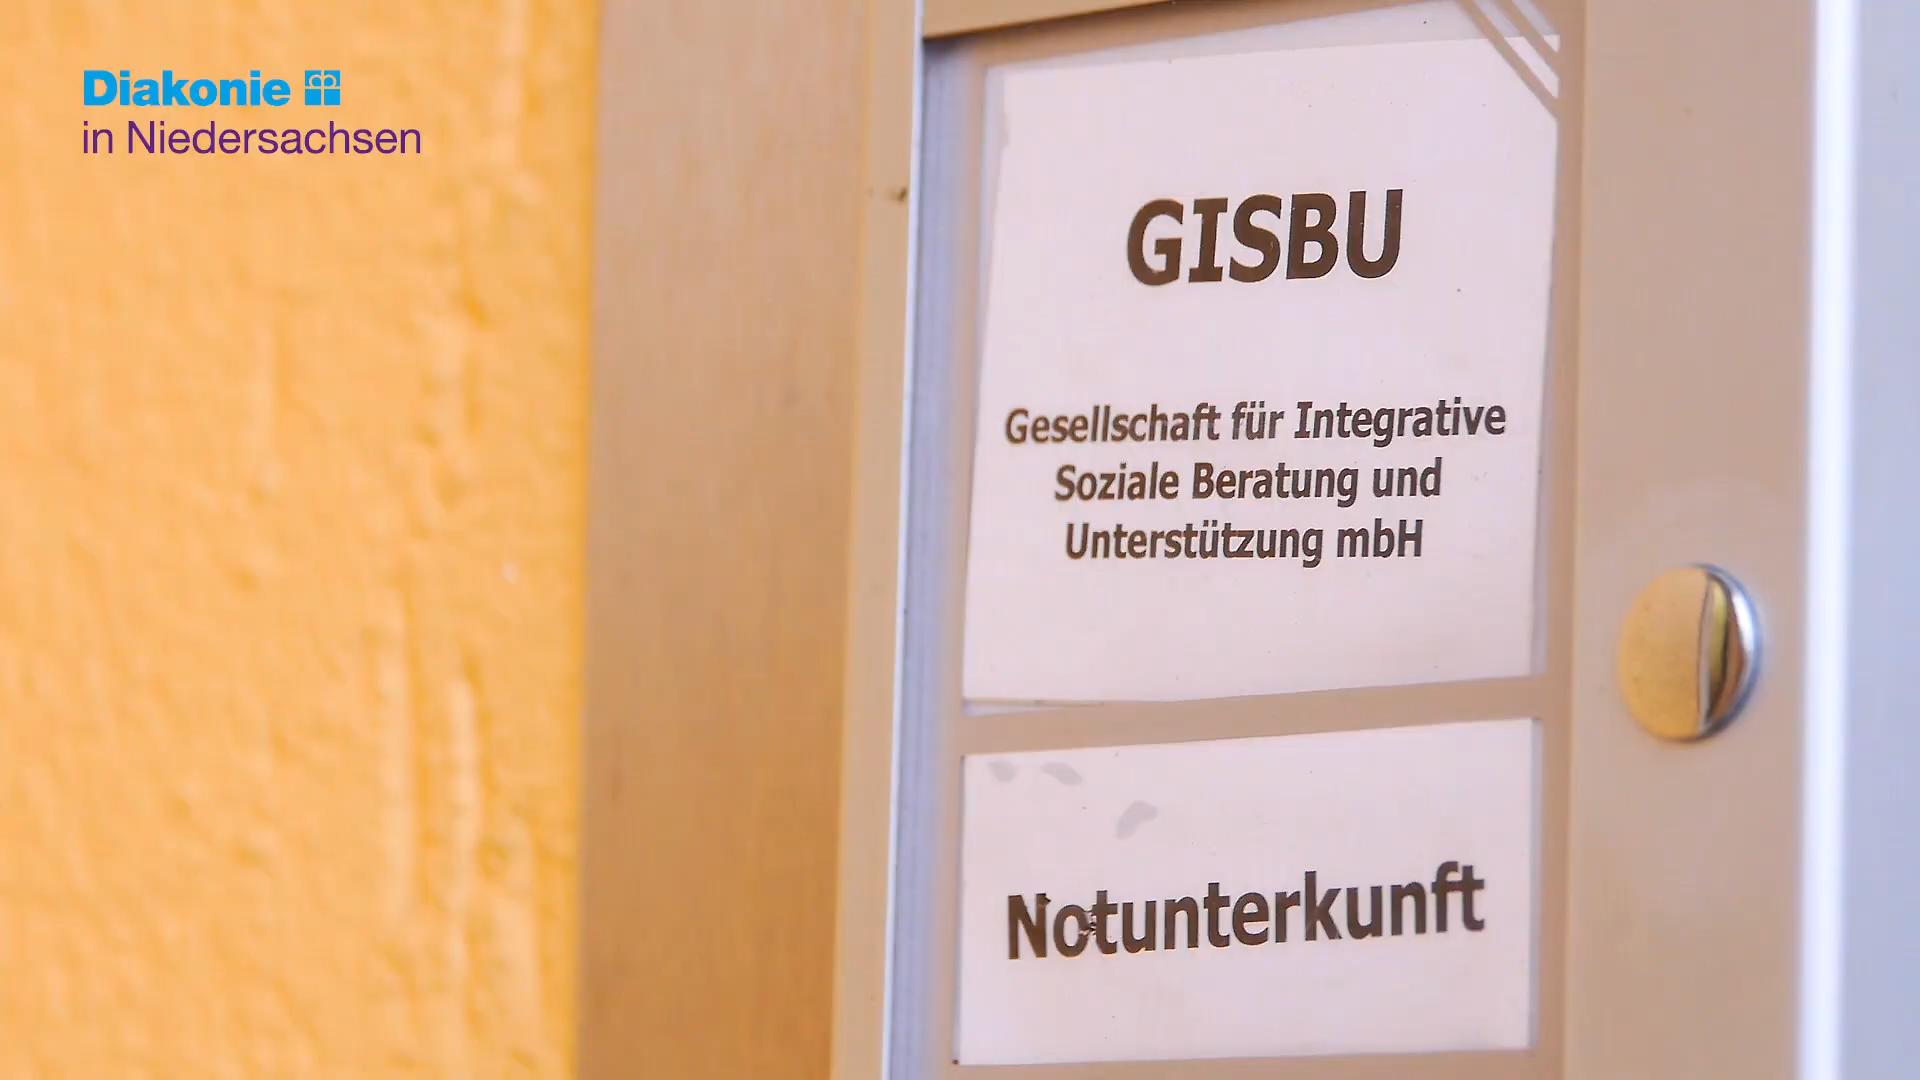 Diakonie
in Niedersachsen
GISBU
Gesellschaft für Integrative
Soziale Beratung und
Unterstützung mbH
Notunterkunft